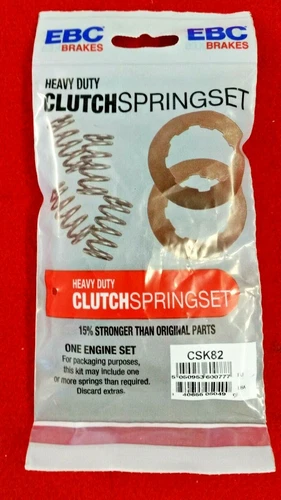 EBC BRAKES
EBC BRAKES
HEAVY DUTY
CLUTCHSPRINGSET
HEAVY DUTY
CLUTCHSPRINGSET
15% STRONGER THAN ORIGINAL PARTS
ONE ENGINE SET
For packaging purposes,
this kit may include one
or more springs than required.
Discard extras.
CSK82